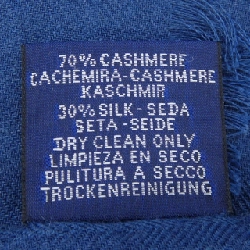 70% CASHMERE
CACHEMIRA-CASHMERE
KASCHMIR
30% SILK - SEDA
SETA - SEIDE
DRY CLEAN ONLY
LIMPIEZA EN SECO
PULITURA A SECCO
TROCKENREINIGUNG